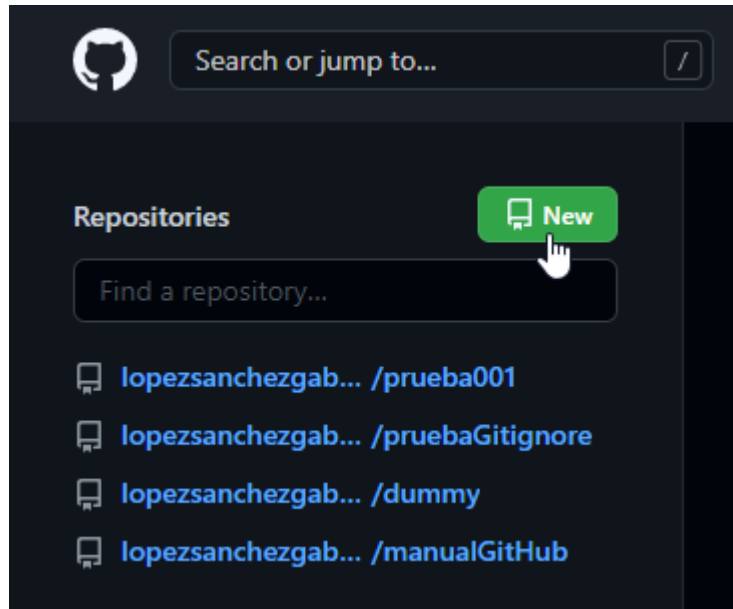 Search or jump to... /
Repositories New
Find a repository...
lopezsanchezgab... /prueba001
lopezsanchezgab... /pruebaGitignore
lopezsanchezgab... /dummy
lopezsanchezgab... /manualGitHub